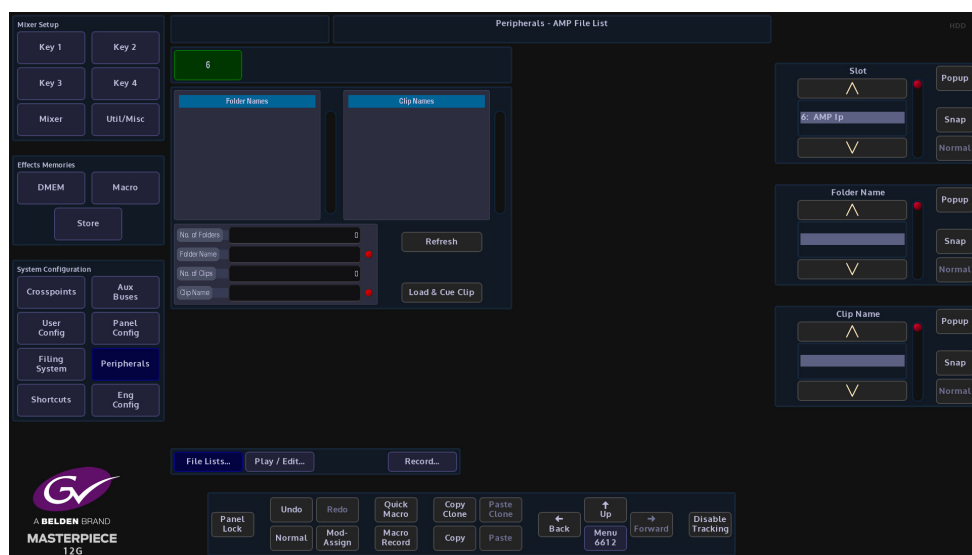 Mixer Setup
Key 1
Key 2
Key 3
Key 4
Mixer
Util/Misc
Effects Memories
DMEM
Macro
Store
System Configuration
Crosspoints
Aux
Buses
User
Config
Panel
Config
Filing
System
Peripherals
Shortcuts
Eng
Config
GV
A BELDEN BRAND
MASTERPIECE
12G
Peripherals - AMP File List
HDD
6
Folder Names
Clip Names
No. of Folders
0
Folder Name
No. of Clips
0
Clip Name
Refresh
Load & Cue Clip
Slot
6: AMP Ip
Popup
Snap
Normal
Folder Name
Popup
Snap
Normal
Clip Name
Popup
Snap
Normal
File Lists...
Play / Edit...
Record...
Panel
Lock
Undo
Redo
Normal
Mod-
Assign
Quick
Macro
Macro
Record
Copy
Clone
Paste
Clone
Copy
Paste
Back
Up
Menu
6612
Forward
Disable
Tracking